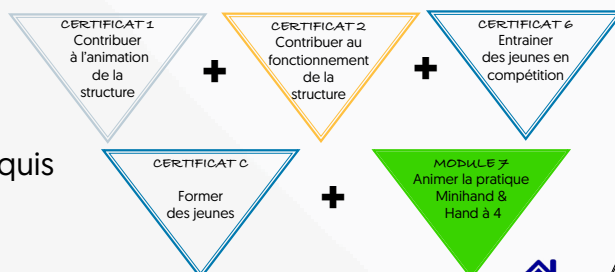 CERTIFICAT 1
Contribuer
à l'animation
de la
structure
+
CERTIFICAT 2
Contribuer au
fonctionnement
de la
structure
+
CERTIFICAT 6
Entrainer
des jeunes en
compétition
quis
CERTIFICAT C
Former
des jeunes
+
MODULE 7
Animer la pratique
Minihand &
Hand à 4